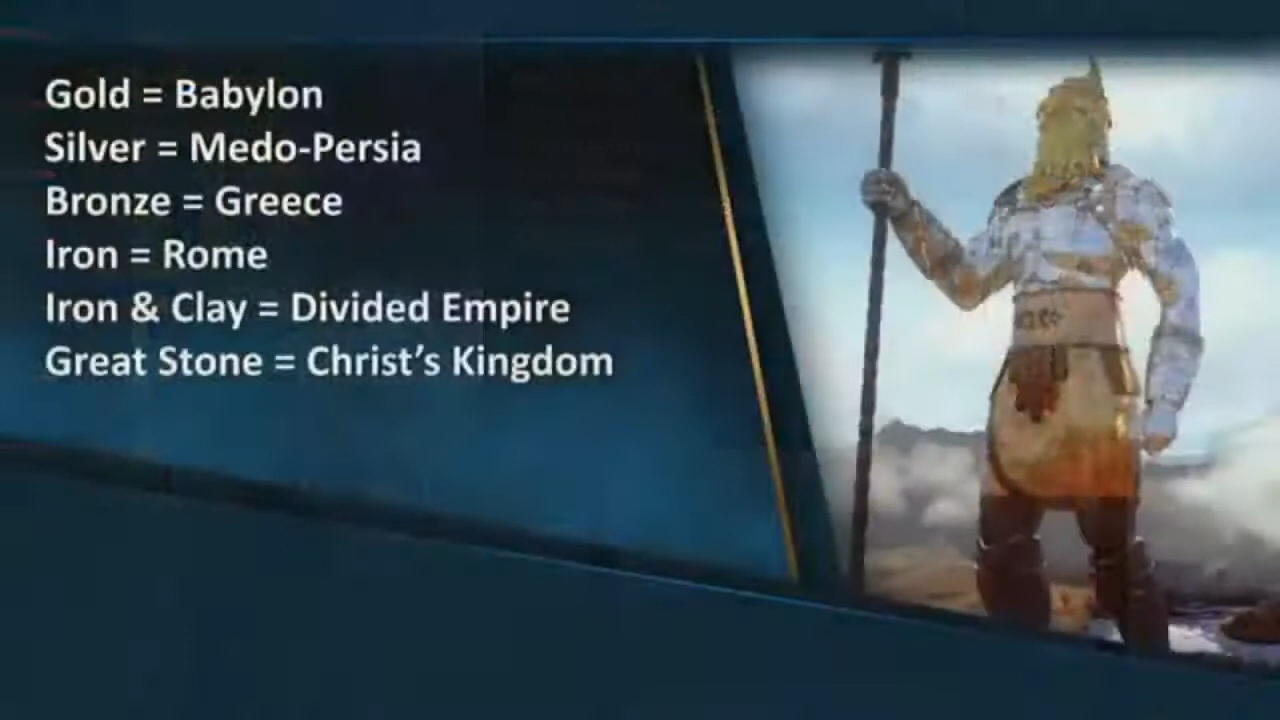 Gold = Babylon
Silver = Medo-Persia
Bronze = Greece
Iron = Rome
Iron & Clay = Divided Empire
Great Stone = Christ’s Kingdom